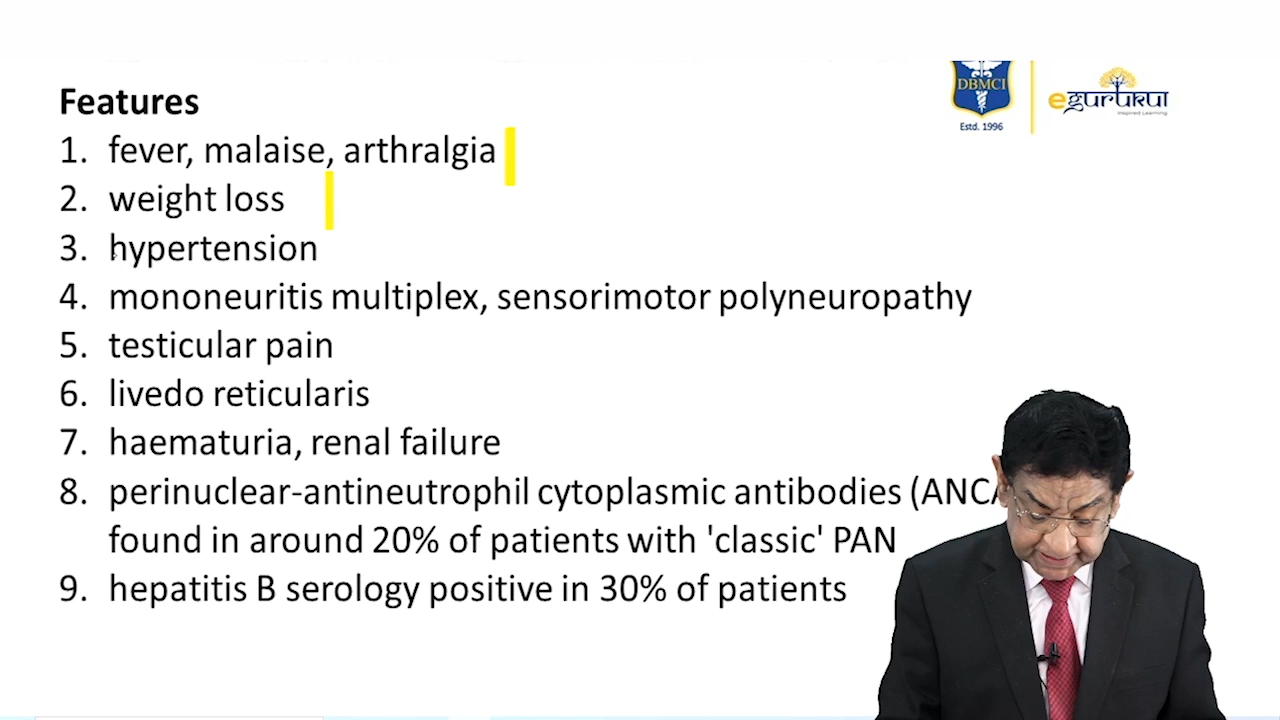 DBMCI
Estd. 1996
egurukul
Inspired Learning
Features
1. fever, malaise, arthralgia
2. weight loss
3. hypertension
4. mononeuritis multiplex, sensorimotor polyneuropathy
5. testicular pain
6. livedo reticularis
7. haematuria, renal failure
8. perinuclear-antineutrophil cytoplasmic antibodies (ANCA
found in around 20% of patients with 'classic' PAN
9. hepatitis B serology positive in 30% of patients